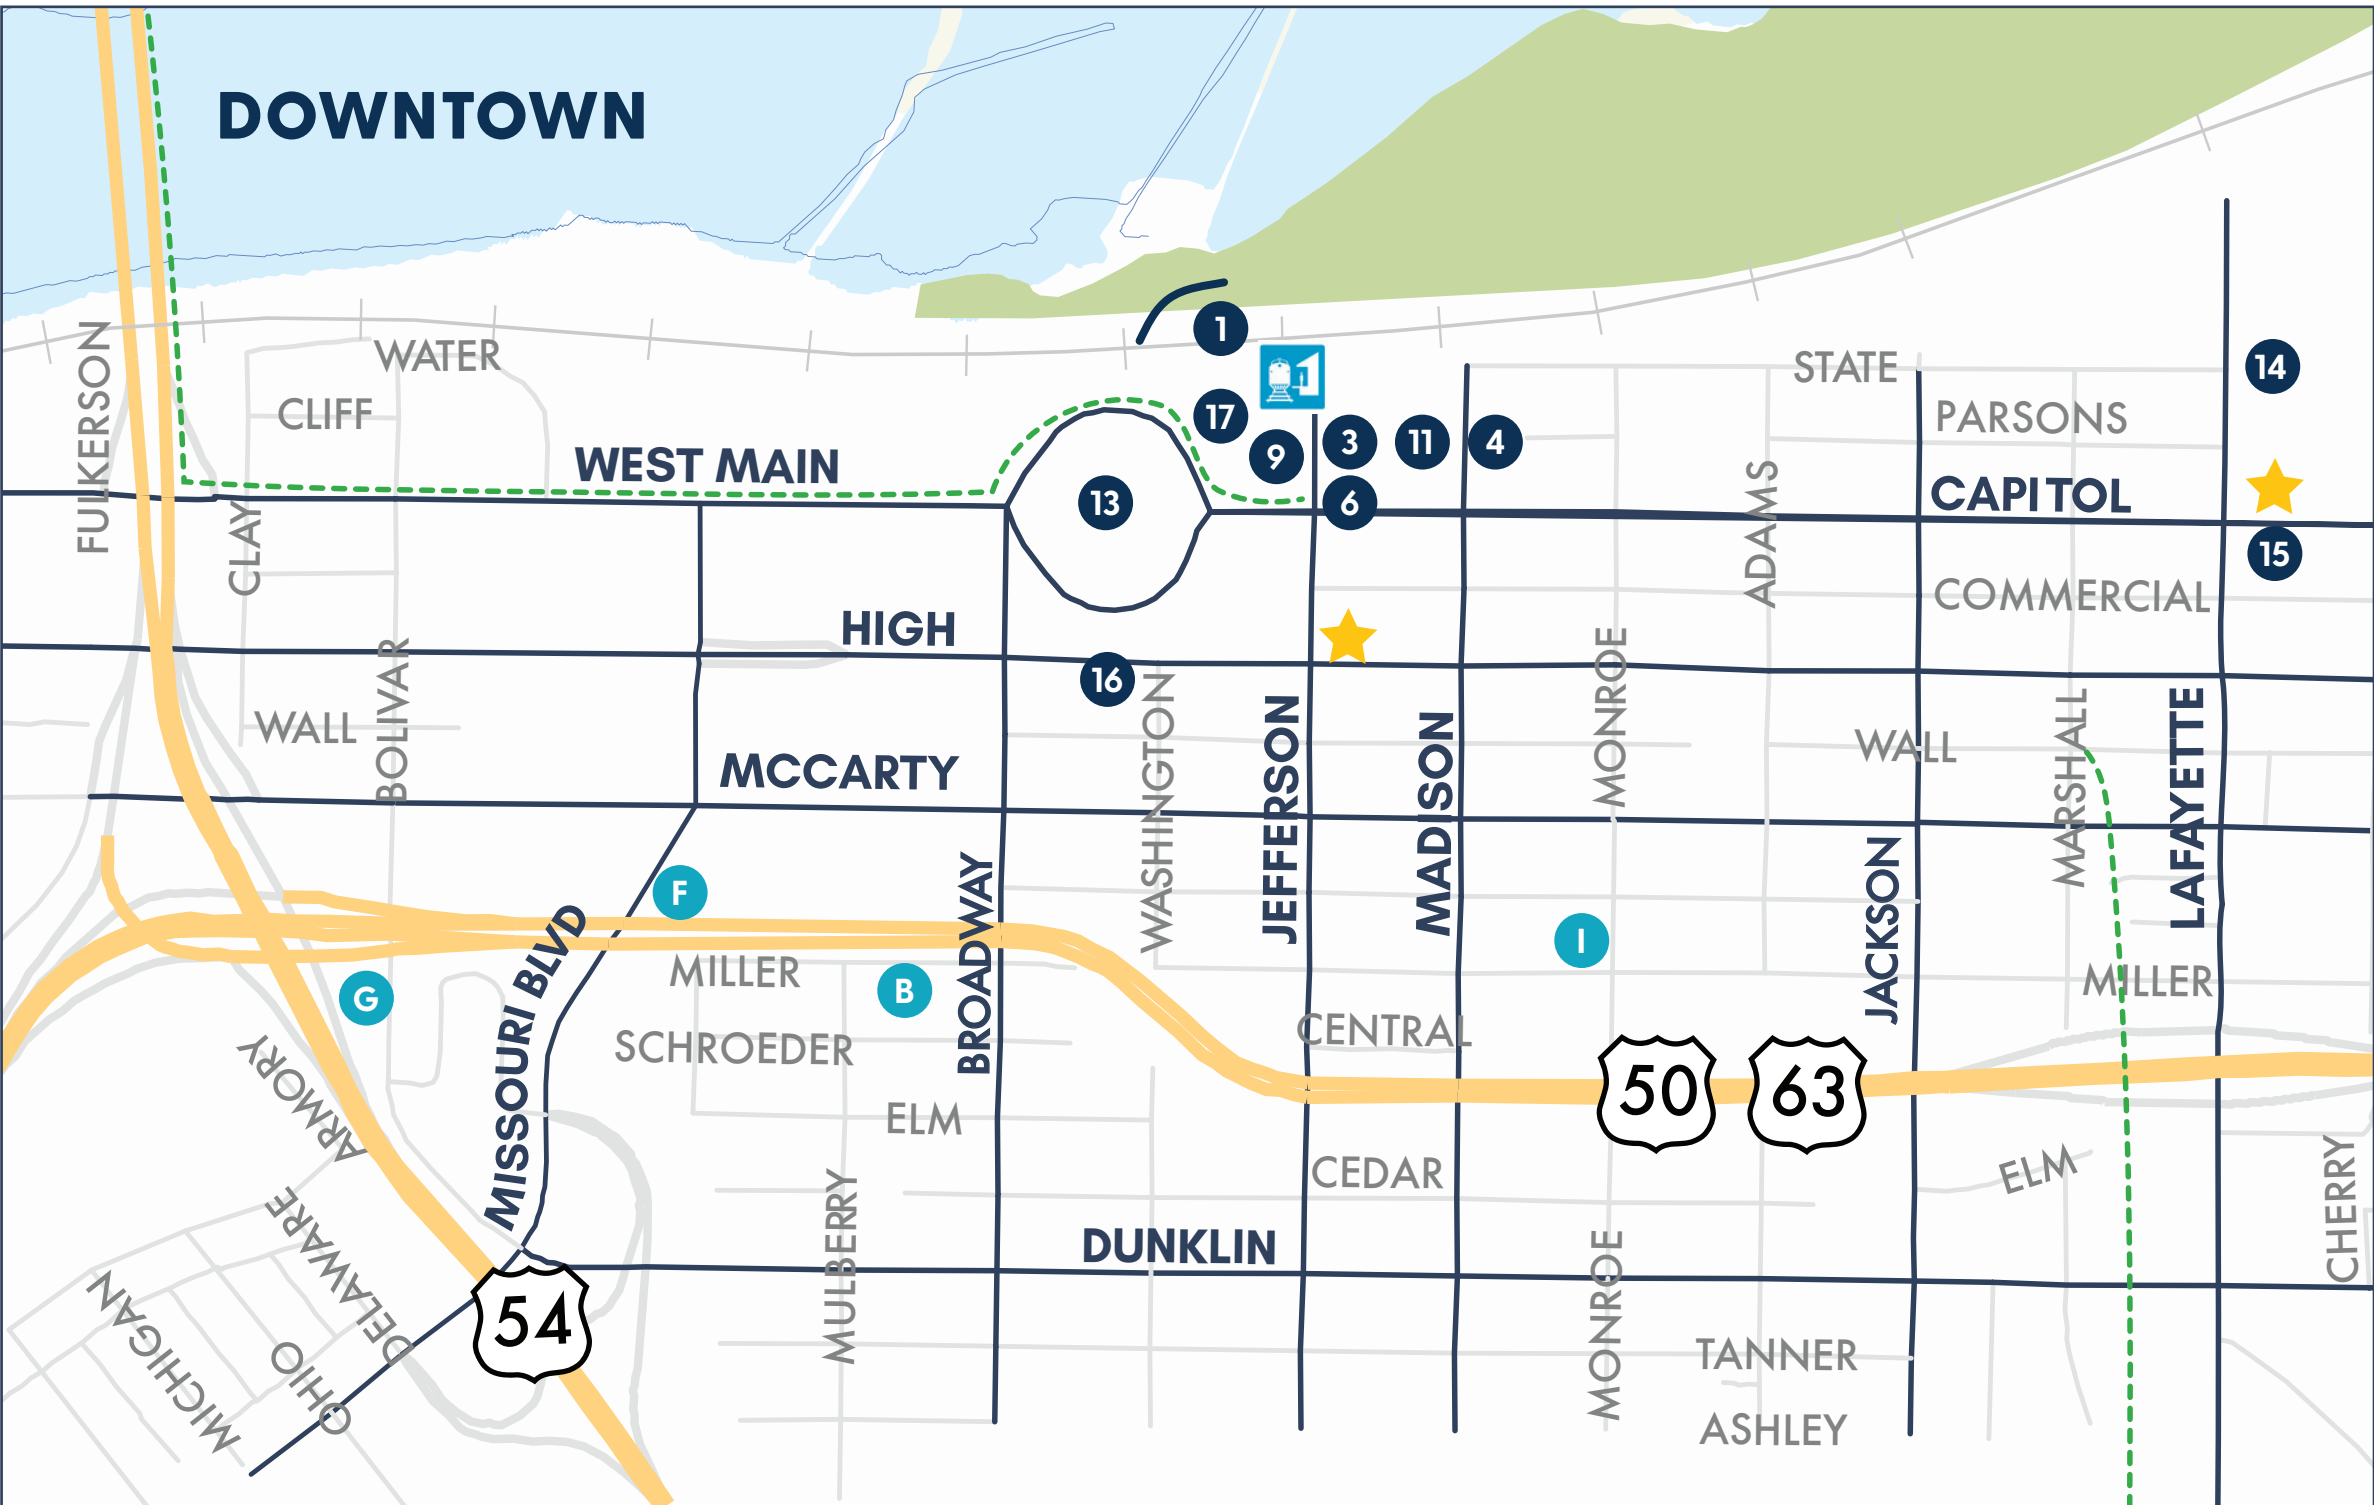 DOWNTOWN
1
FULKERSON
WATER
STATE
14
CLIFF
17
PARSONS
3
11
4
9
WEST MAIN
CAPITOL
13
6
CLAY
ADAMS
15
COMMERCIAL
HIGH
16
BOLIVAR
WALL
WASHINGTON
JEFFERSON
MADISON
MONROE
WALL
MARSHALL
LAFAYETTE
MCCARTY
F
BROADWAY
JACKSON
I
G
MISSOURI BLVD
MILLER
B
MILLER
CENTRAL
SCHROEDER
50
63
ARMORY
ELM
CEDAR
ELM
CHERRY
DELAWARE
MULBERRY
DUNKLIN
MONROE
54
MICHIGAN
OHIO
TANNER
ASHLEY